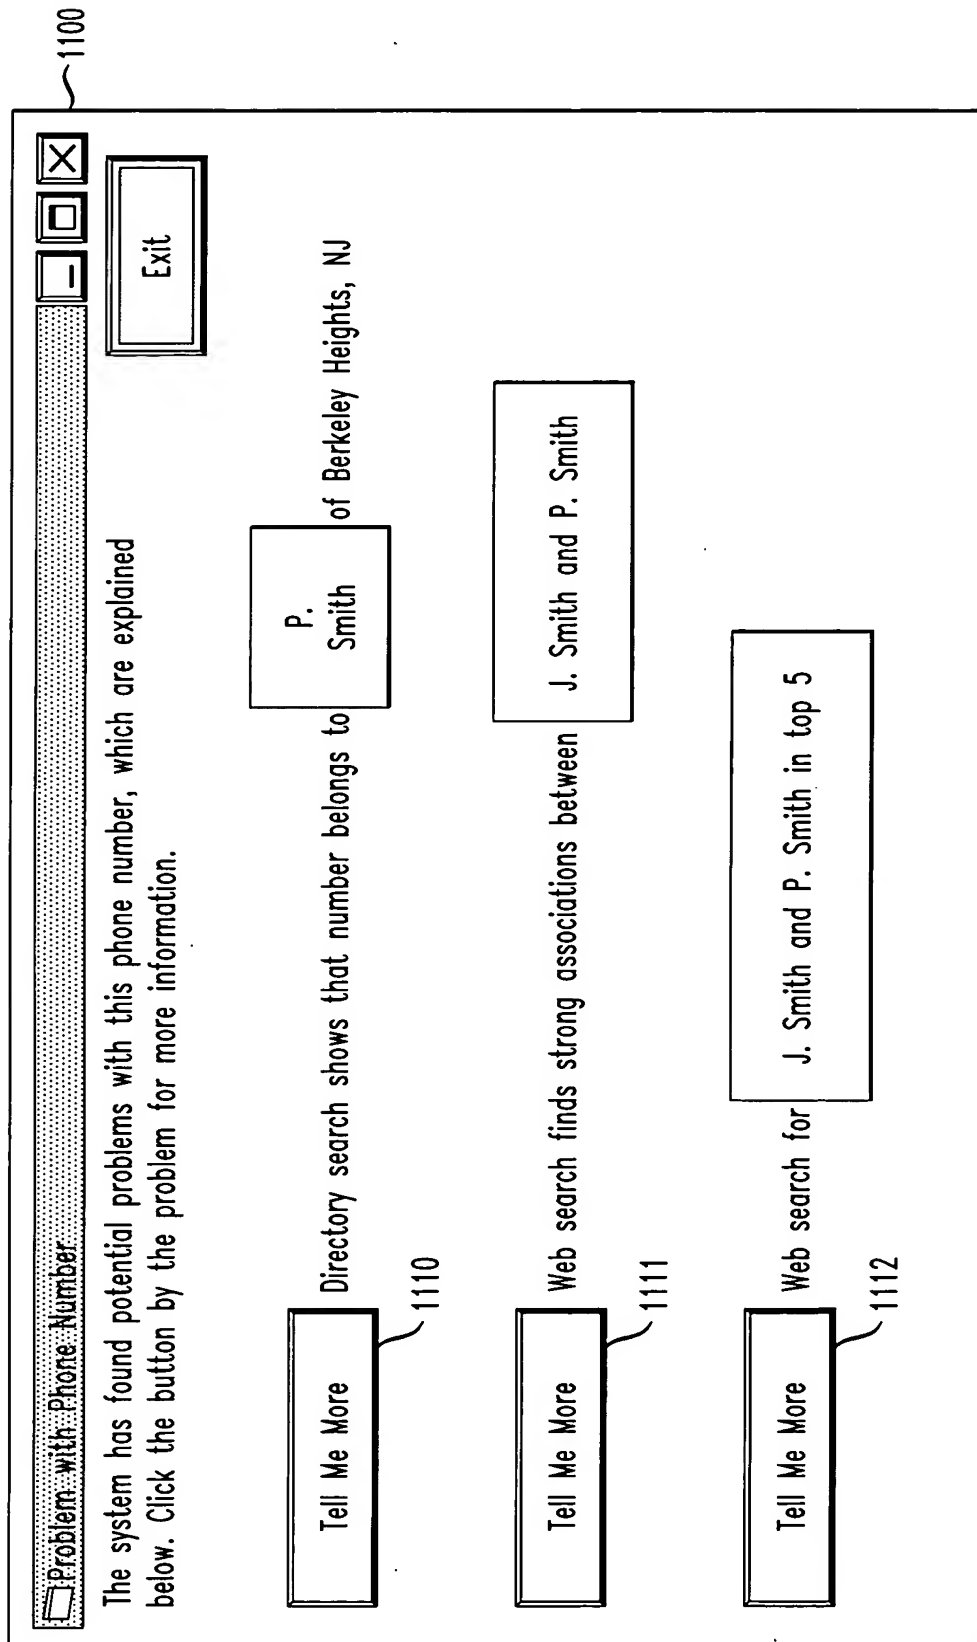 1100
Problem with Phone Number
The system has found potential problems with this phone number, which are explained
below. Click the button by the problem for more information.
Exit
Tell Me More
1110
Directory search shows that number belongs to
P.
Smith
of Berkeley Heights, NJ
Tell Me More
1111
Web search finds strong associations between
J. Smith and P. Smith
Tell Me More
1112
Web search for
J. Smith and P. Smith in top 5